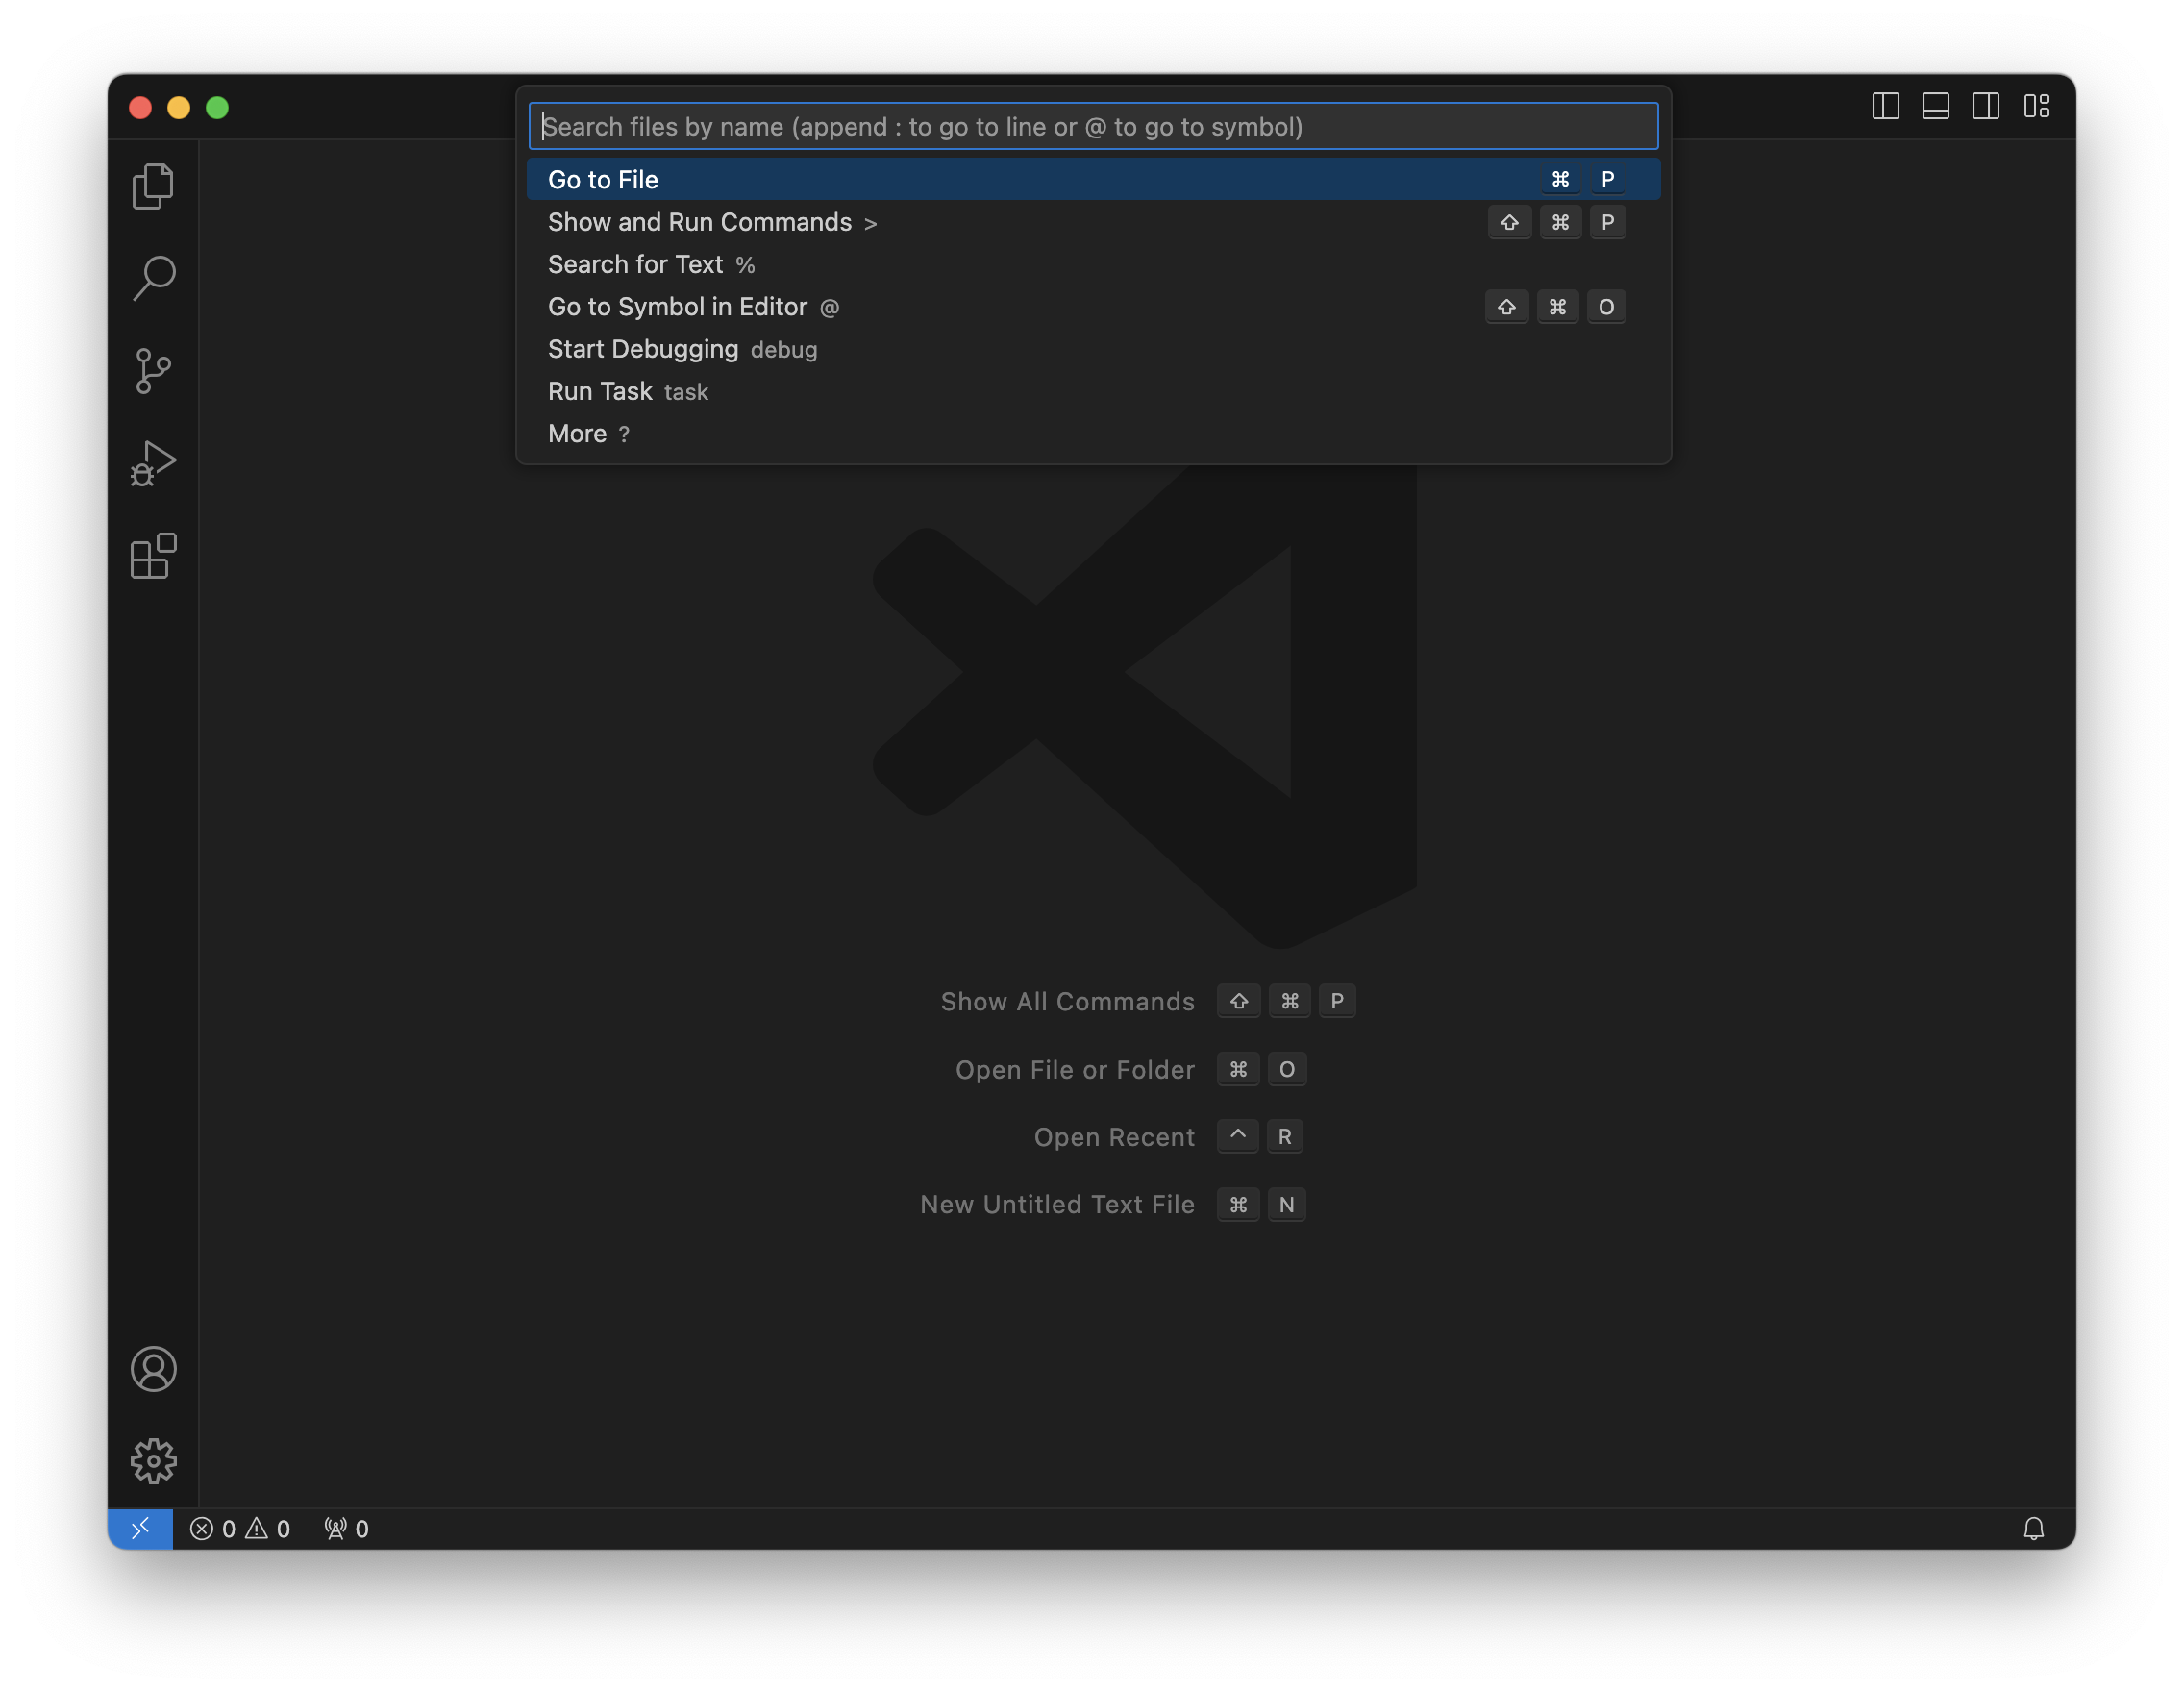 Search files by name (append : to go to line or @ to go to symbol)
Go to File ⌘ P
Show and Run Commands > ⇧ ⌘ P
Search for Text %
Go to Symbol in Editor @ ⇧ ⌘ O
Start Debugging debug
Run Task task
More ?
Show All Commands ⇧ ⌘ P
Open File or Folder ⌘ O
Open Recent ^ R
New Untitled Text File ⌘ N
0 0 0